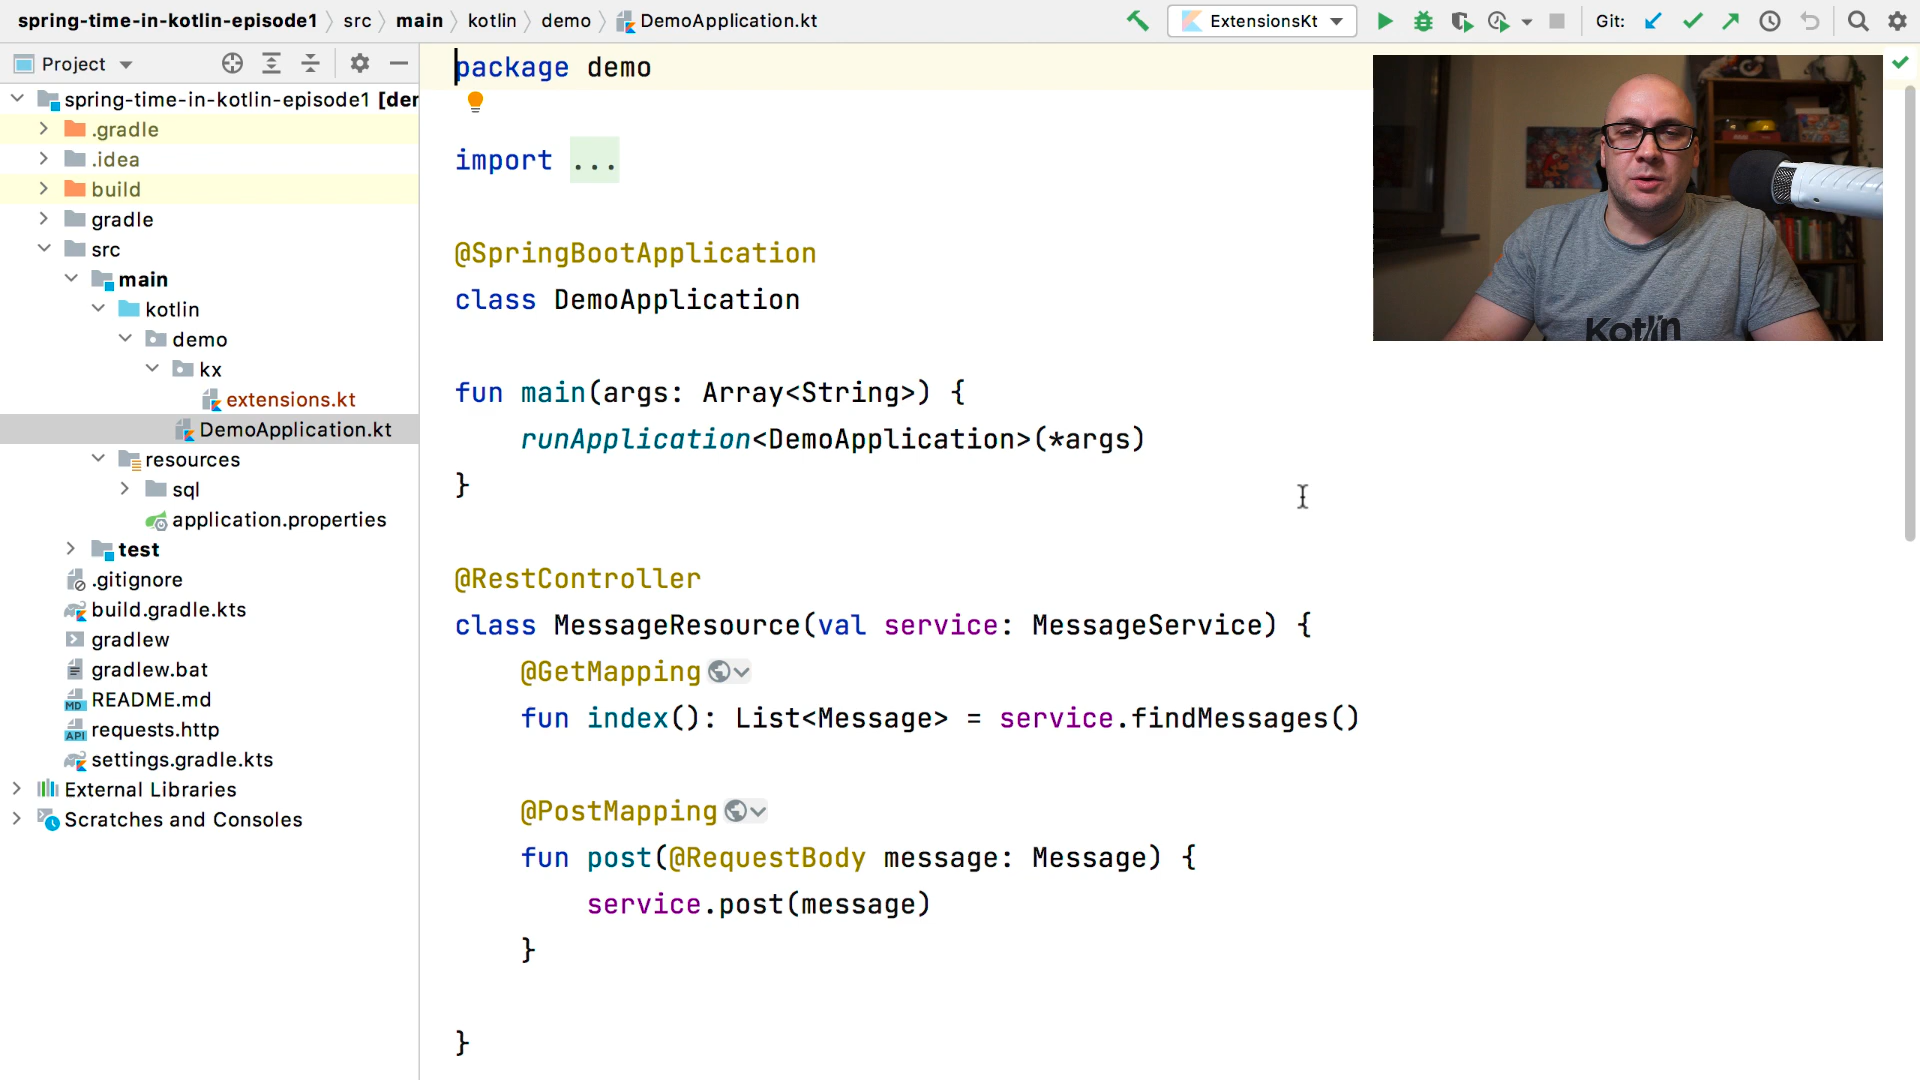 spring-time-in-kotlin-episode1 src main kotlin demo DemoApplication.kt ExtensionsKt Git:
Project
spring-time-in-kotlin-episode1 [der
.gradle
.idea
build
gradle
src
main
kotlin
demo
kx
extensions.kt
DemoApplication.kt
resources
sql
application.properties
test
.gitignore
build.gradle.kts
gradlew
gradlew.bat
MD README.md
API requests.http
settings.gradle.kts
External Libraries
Scratches and Consoles
package demo
import ...
@SpringBootApplication
class DemoApplication
fun main(args: Array<String>) {
runApplication<DemoApplication>(*args)
}
@RestController
class MessageResource(val service: MessageService) {
@GetMapping
fun index(): List<Message> = service.findMessages()
@PostMapping
fun post(@RequestBody message: Message) {
service.post(message)
}
}
Kotlin